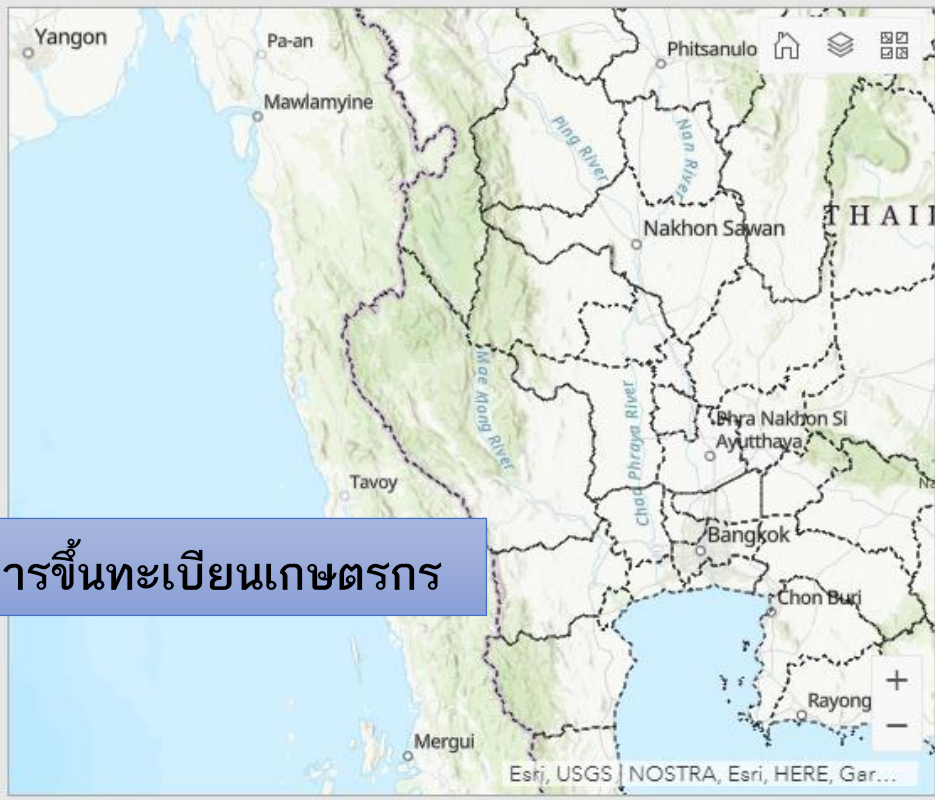 Yangon
Pa-an
Phitsanulo
Mawlamyine
Ping River
Nan River
THAI
Nakhon Sawan
Mae Klong River
Chao Phraya River
Phra Nakhon Si
Ayutthaya
Tavoy
Na
Bangkok
ารขึ้นทะเบียนเกษตรกร
Chon Buri
Rayong
+
−
Mergui
Esri, USGS | NOSTRA, Esri, HERE, Gar...